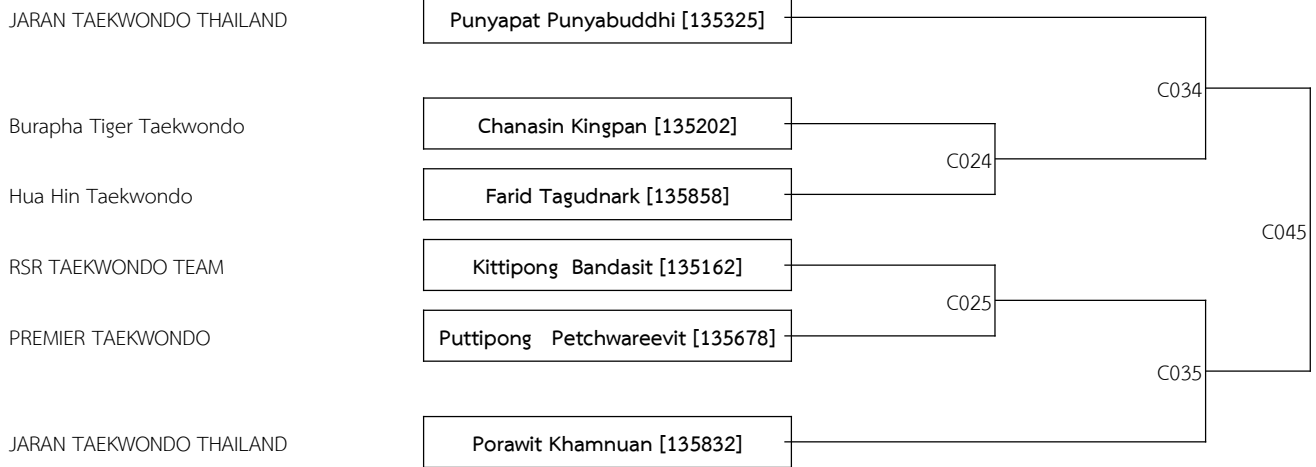 JARAN TAEKWONDO THAILAND Punyapat Punyabuddhi [135325]
C034
Burapha Tiger Taekwondo Chanasin Kingpan [135202]
C024
Hua Hin Taekwondo Farid Tagudnark [135858]
C045
RSR TAEKWONDO TEAM Kittipong Bandasit [135162]
C025
PREMIER TAEKWONDO Puttipong Petchwareevit [135678]
C035
JARAN TAEKWONDO THAILAND Porawit Khamnuan [135832]